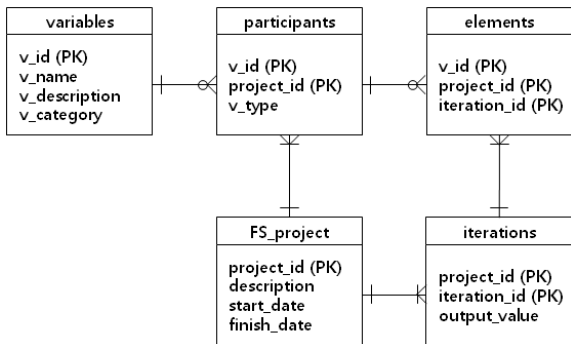 variables
v_id (PK)
v_name
v_description
v_category
participants
v_id (PK)
project_id (PK)
v_type
elements
v_id (PK)
project_id (PK)
iteration_id (PK)
FS_project
project_id (PK)
description
start_date
finish_date
iterations
project_id (PK)
iteration_id (PK)
output_value